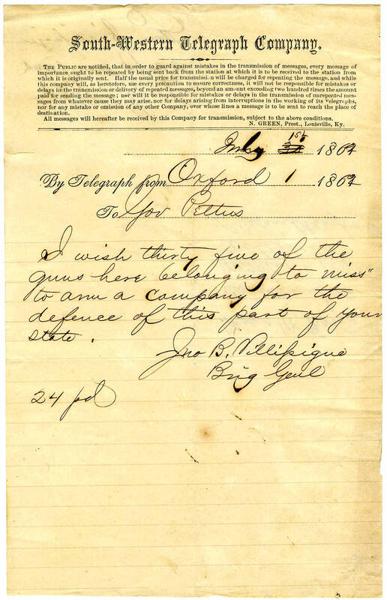 South-Western Telegraph Company,
THE PUBLIC are notified, that in order to guard against mistakes in the transmission of messages, every message of
importance ought to be repeated by being sent back from the station at which it is to be received to the station from
which it is originally sent. Half the usual price for transmission will be charged for repeating the message, and while
this company will, as heretofore, use every precaution to ensure correctness, it will not be responsible for mistakes or
delays in the transmission or delivery of repeated messages, beyond an amount exceeding two hundred times the amount
paid for sending the message; nor will it be responsible for mistakes or delays in the transmission of unrepeated mes-
sages from whatever cause they may arise, nor for delays arising from interruptions in the working of its Telegraphs,
nor for any mistake or omission of any other Company, over whose lines a message is to be sent to reach the place of
destination.
All messages will hereafter be received by this Company for transmission, subject to the above conditions.
N. GREEN, Prest., Louisville, Ky.
July 1st 1862
By Telegraph from Oxford 1 1862
To Gov Pettus
I wish thirty five of the
guns here belonging to miss"
to arm a company for the
defence of this part of your
state.
Jno B. Villipigue
Brig Genl
24 pd